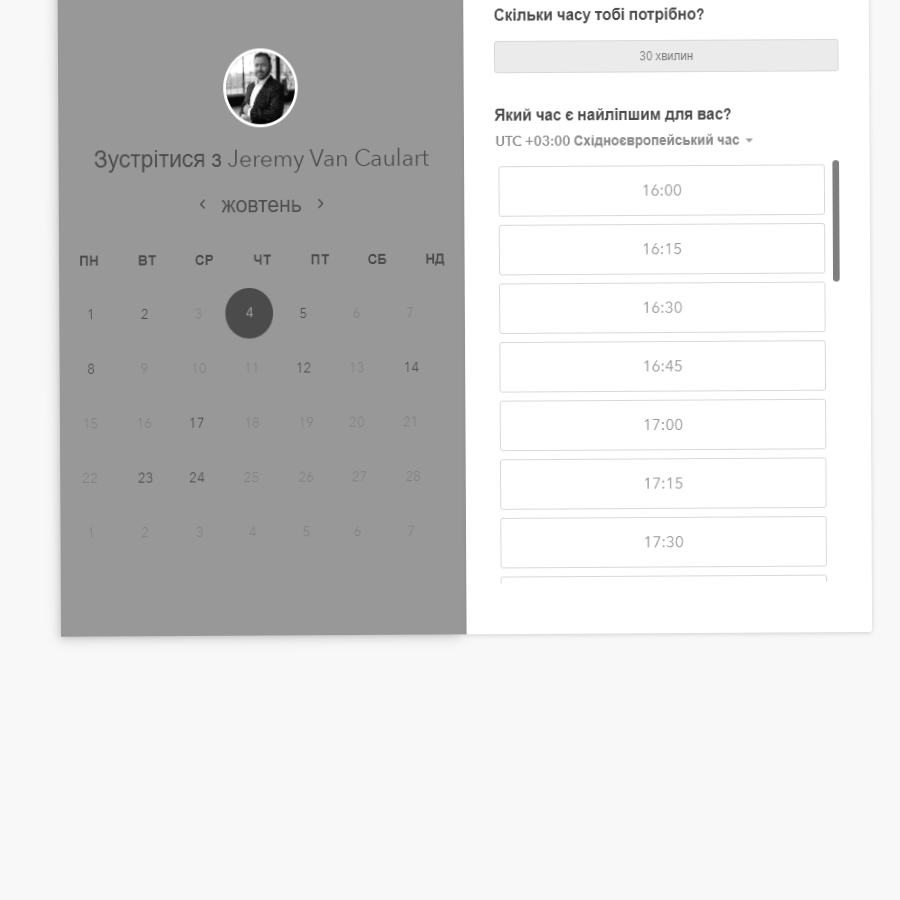 Зустрітися з Jeremy Van Caulart
жовтень
ПН ВТ СР ЧТ ПТ СБ НД
1 2 3 4 5 6 7
8 9 10 11 12 13 14
15 16 17 18 19 20 21
22 23 24 25 26 27 28
1 2 3 4 5 6 7
Скільки часу тобі потрібно?
30 хвилин
Який час є найліпшим для вас?
UTC +03:00 Східноєвропейський час
16:00
16:15
16:30
16:45
17:00
17:15
17:30